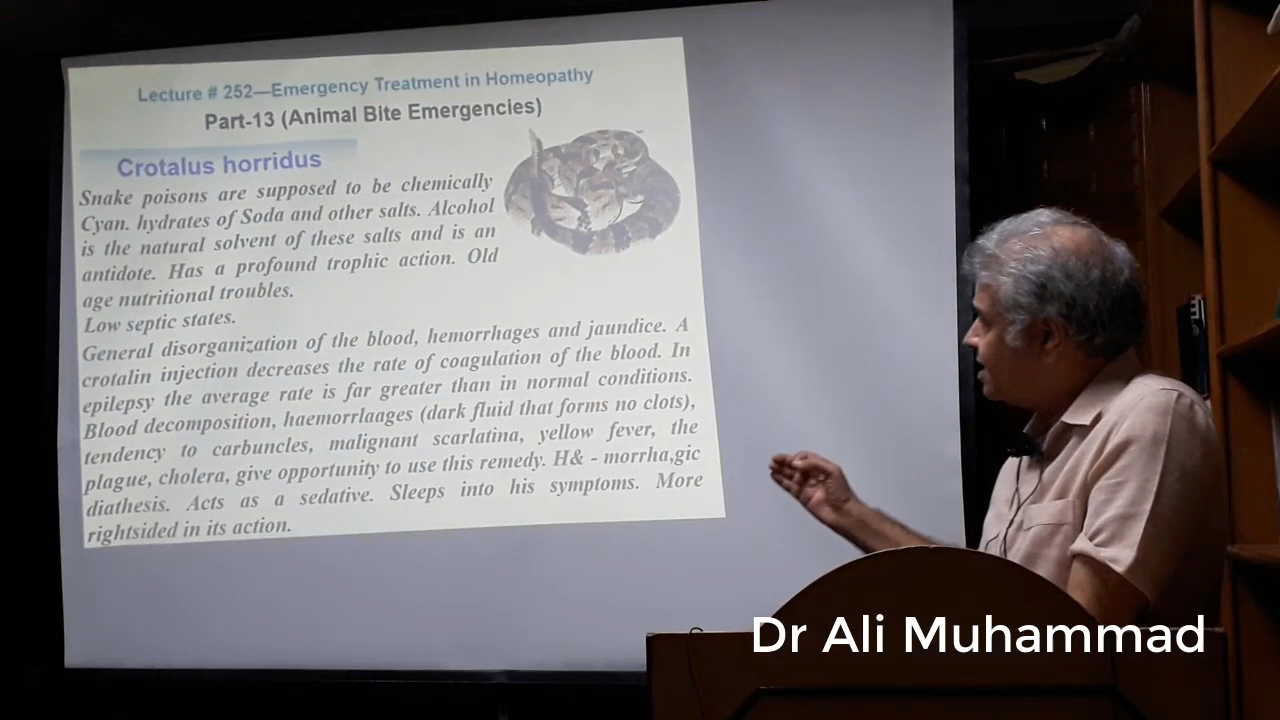 Lecture # 252—Emergency Treatment in Homeopathy
Part-13 (Animal Bite Emergencies)
Crotalus horridus
Snake poisons are supposed to be chemically
Cyan. hydrates of Soda and other salts. Alcohol
is the natural solvent of these salts and is an
antidote. Has a profound trophic action. Old
age nutritional troubles.
Low septic states.
General disorganization of the blood, hemorrhages and jaundice. A
crotalin injection decreases the rate of coagulation of the blood. In
epilepsy the average rate is far greater than in normal conditions.
Blood decomposition, haemorrlaages (dark fluid that forms no clots),
tendency to carbuncles, malignant scarlatina, yellow fever, the
plague, cholera, give opportunity to use this remedy. H& - morrha,gic
diathesis. Acts as a sedative. Sleeps into his symptoms. More
rightsided in its action.
Dr Ali Muhammad